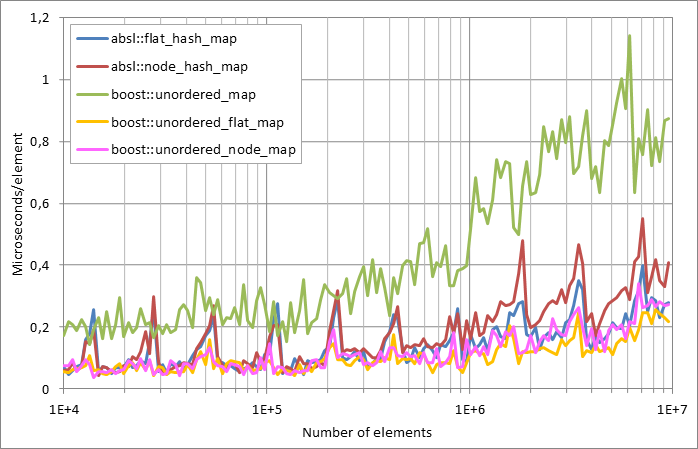 1,2
1
0,8
0,6
0,4
0,2
0
Microseconds/element
absl::flat_hash_map
absl::node_hash_map
boost::unordered_map
boost::unordered_flat_map
boost::unordered_node_map
1E+4
1E+5
1E+6
1E+7
Number of elements